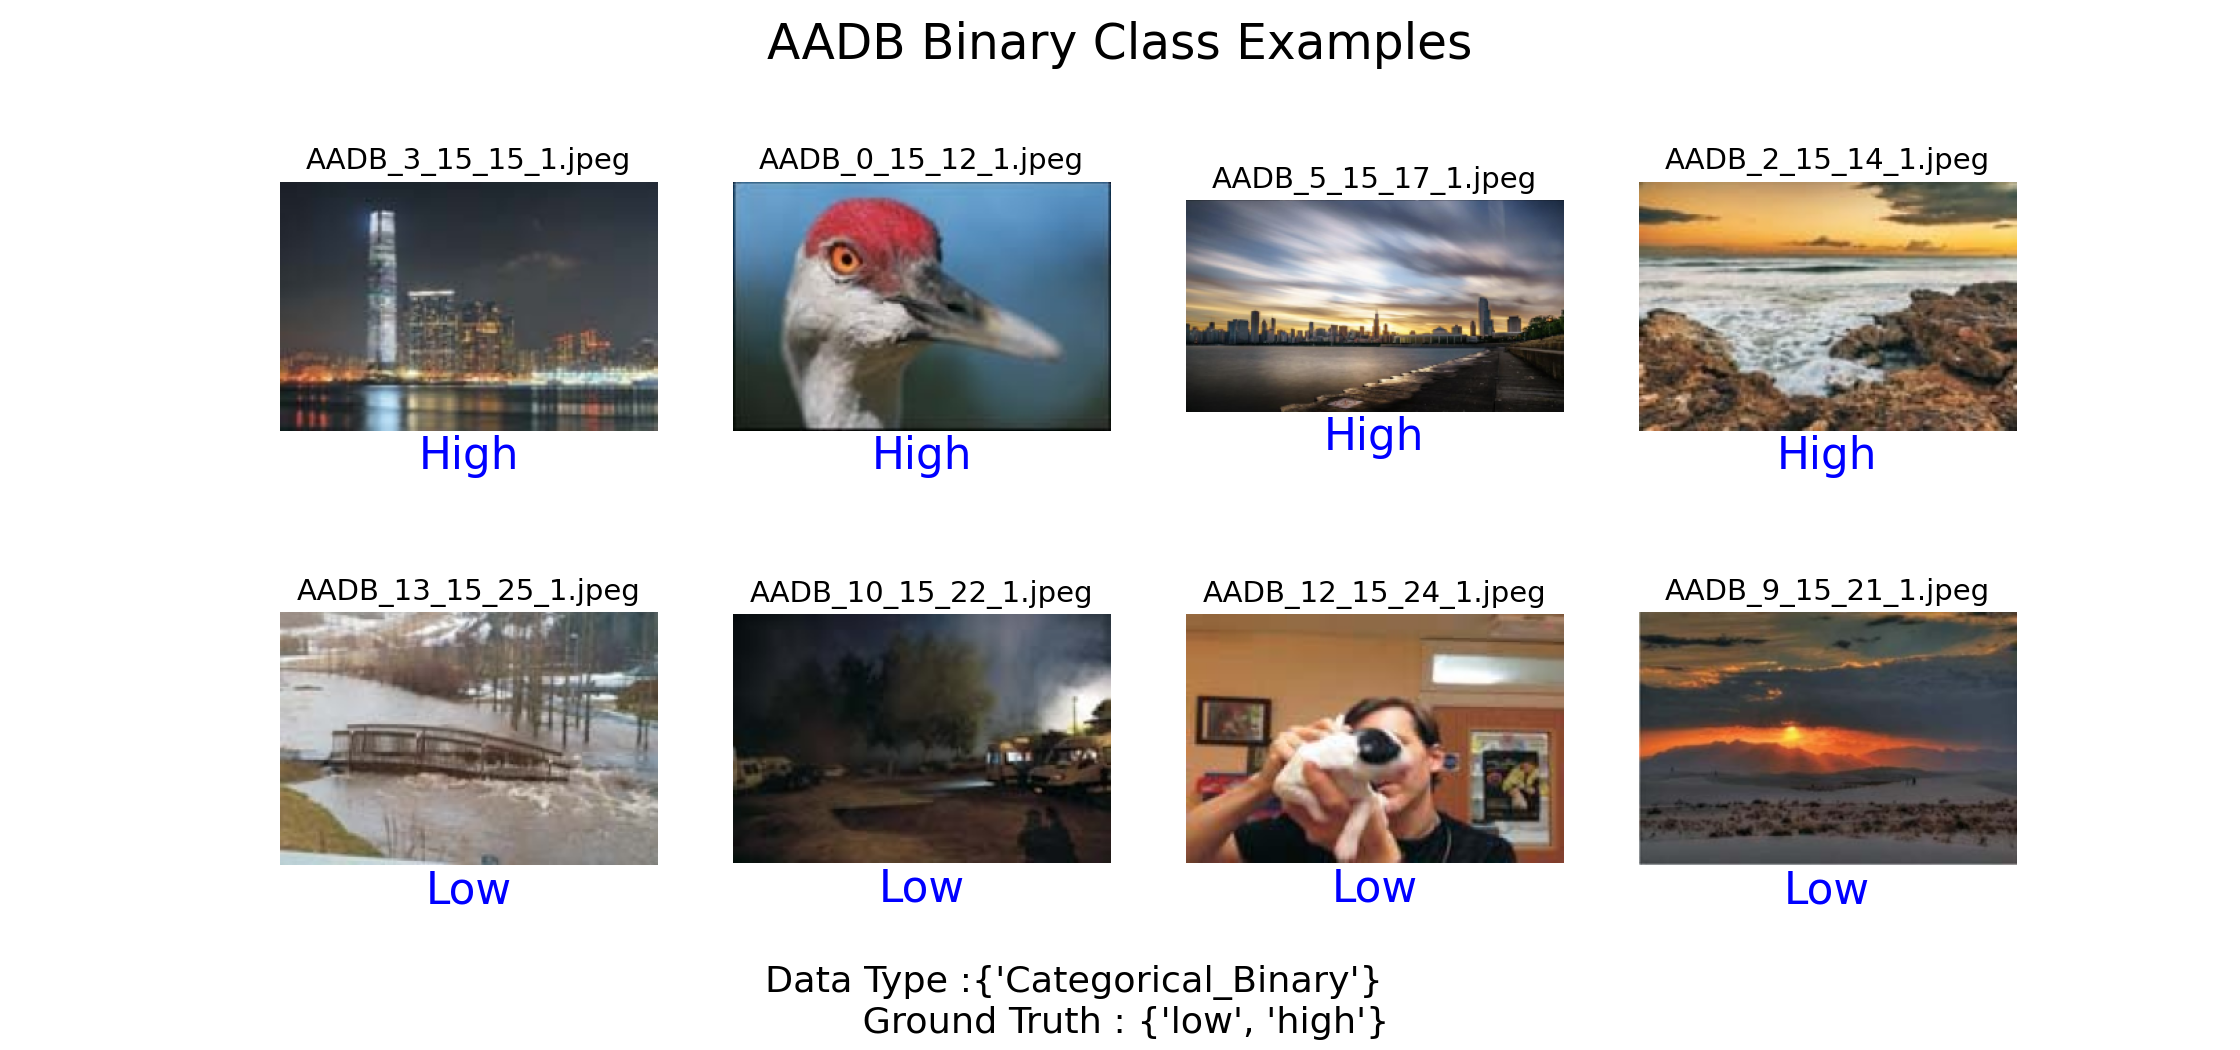 AADB Binary Class Examples
AADB_3_15_15_1.jpeg
AADB_0_15_12_1.jpeg
AADB_5_15_17_1.jpeg
AADB_2_15_14_1.jpeg
High
High
High
High
AADB_13_15_25_1.jpeg
AADB_10_15_22_1.jpeg
AADB_12_15_24_1.jpeg
AADB_9_15_21_1.jpeg
Low
Low
Low
Low
Data Type :{'Categorical_Binary'}
Ground Truth : {'low', 'high'}